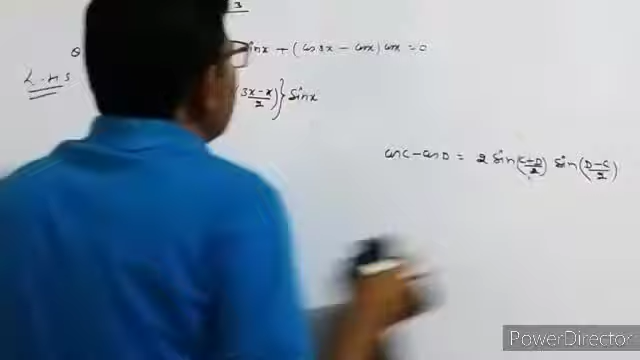 3
Q sinx + (cos3x - cosx) cosx = 0
L.H.S
(3x-x/2)} sinx
cosC - cosD = 2 sin(C+D/2) sin(D-C/2)
PowerDirector